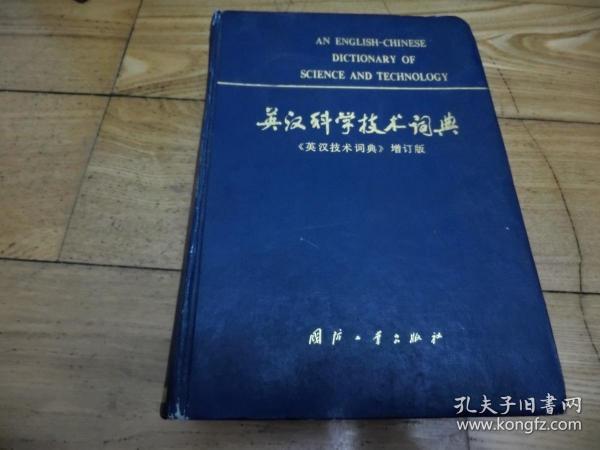 AN ENGLISH-CHINESE
DICTIONARY OF
SCIENCE AND TECHNOLOGY
英汉科学技术词典
《英汉技术词典》增订版
国防工业出版社
孔夫子旧书网
www.kongfz.com